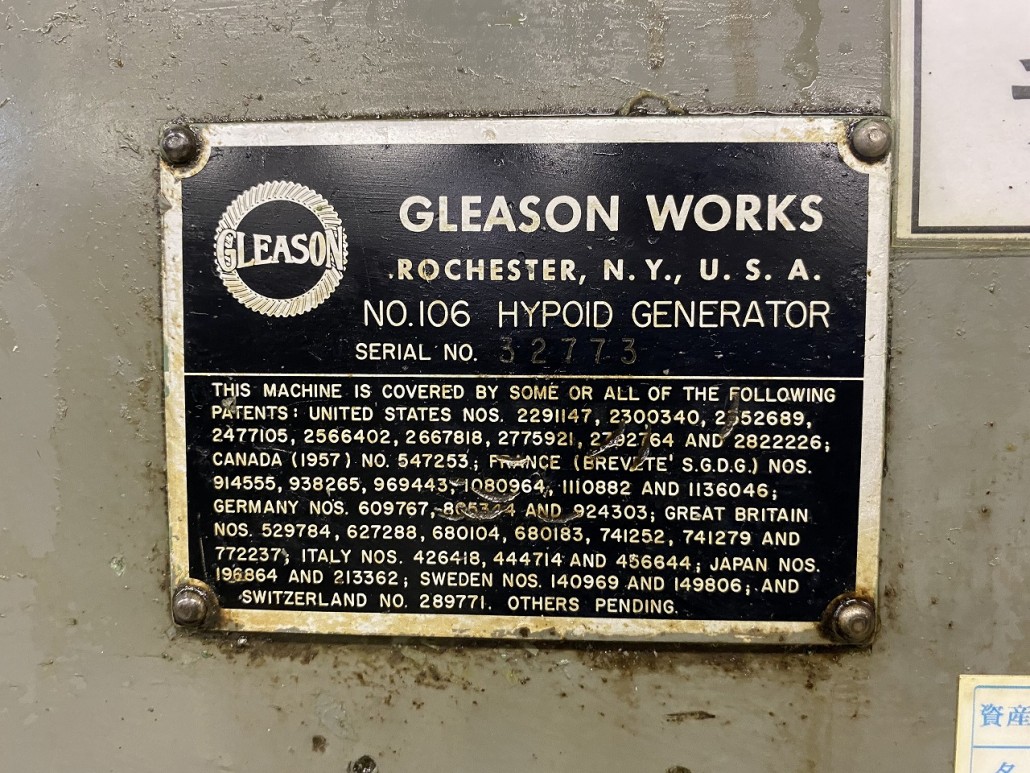 GLEASON
GLEASON WORKS
ROCHESTER, N. Y., U. S. A.
NO. 106 HYPOID GENERATOR
SERIAL NO. 32773
THIS MACHINE IS COVERED BY SOME OR ALL OF THE FOLLOWING
PATENTS: UNITED STATES NOS. 2291147, 2300340, 2352689,
2477105, 2566402, 2667818, 2775921, 2792764 AND 2822226;
CANADA (1957) NO. 547253; FRANCE (BREVETE' S.G.D.G.) NOS.
914555, 938265, 969443, 1080964, 1110882 AND 1136046;
GERMANY NOS. 609767, AND 924303; GREAT BRITAIN
NOS. 529784, 627288, 680104, 680183, 741252, 741279 AND
772237; ITALY NOS. 426418, 444714 AND 456644; JAPAN NOS.
196864 AND 213362; SWEDEN NOS. 140969 AND 149806; AND
SWITZERLAND NO. 289771. OTHERS PENDING.
資産